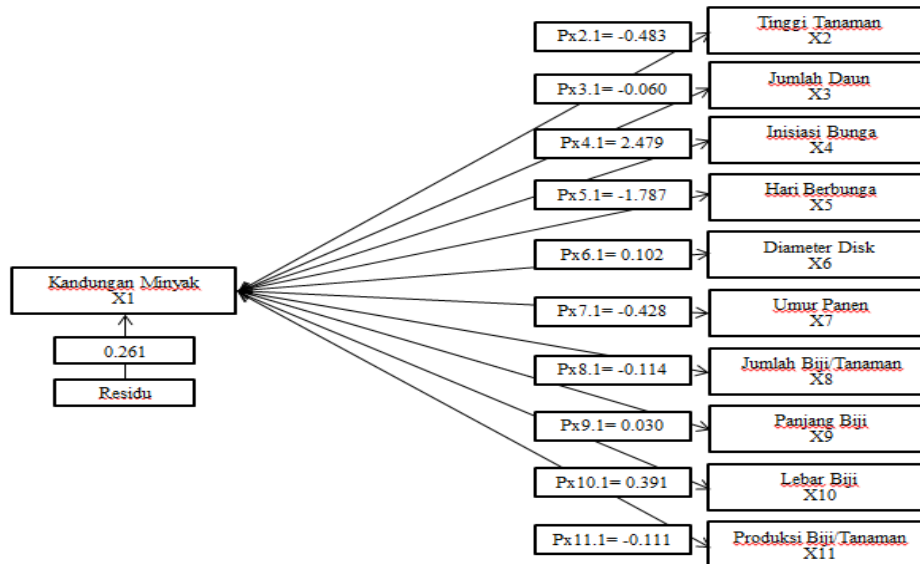 Px2.1= -0.483
Tinggi Tanaman
X2
Px3.1= -0.060
Jumlah Daun
X3
Px4.1= 2.479
Inisiasi Bunga
X4
Px5.1= -1.787
Hari Berbunga
X5
Px6.1= 0.102
Diameter Disk
X6
Kandungan Minyak
X1
Px7.1= -0.428
Umur Panen
X7
0.261
Residu
Px8.1= -0.114
Jumlah Biji/Tanaman
X8
Px9.1= 0.030
Panjang Biji
X9
Px10.1= 0.391
Lebar Biji
X10
Px11.1= -0.111
Produksi Biji/Tanaman
X11